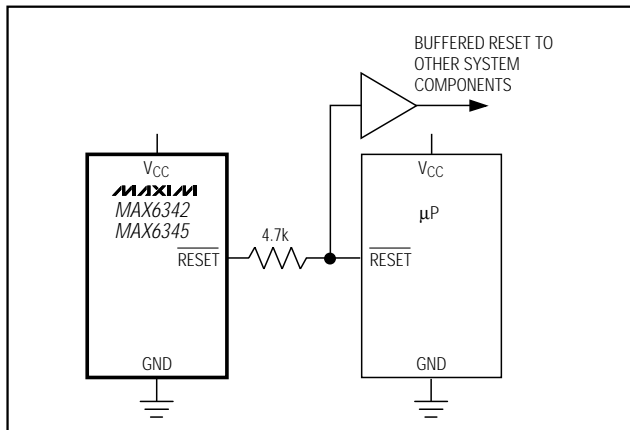 BUFFERED RESET TO
OTHER SYSTEM
COMPONENTS
VCC
MAXIM
MAX6342
MAX6345
RESET
GND
4.7k
VCC
μP
RESET
GND